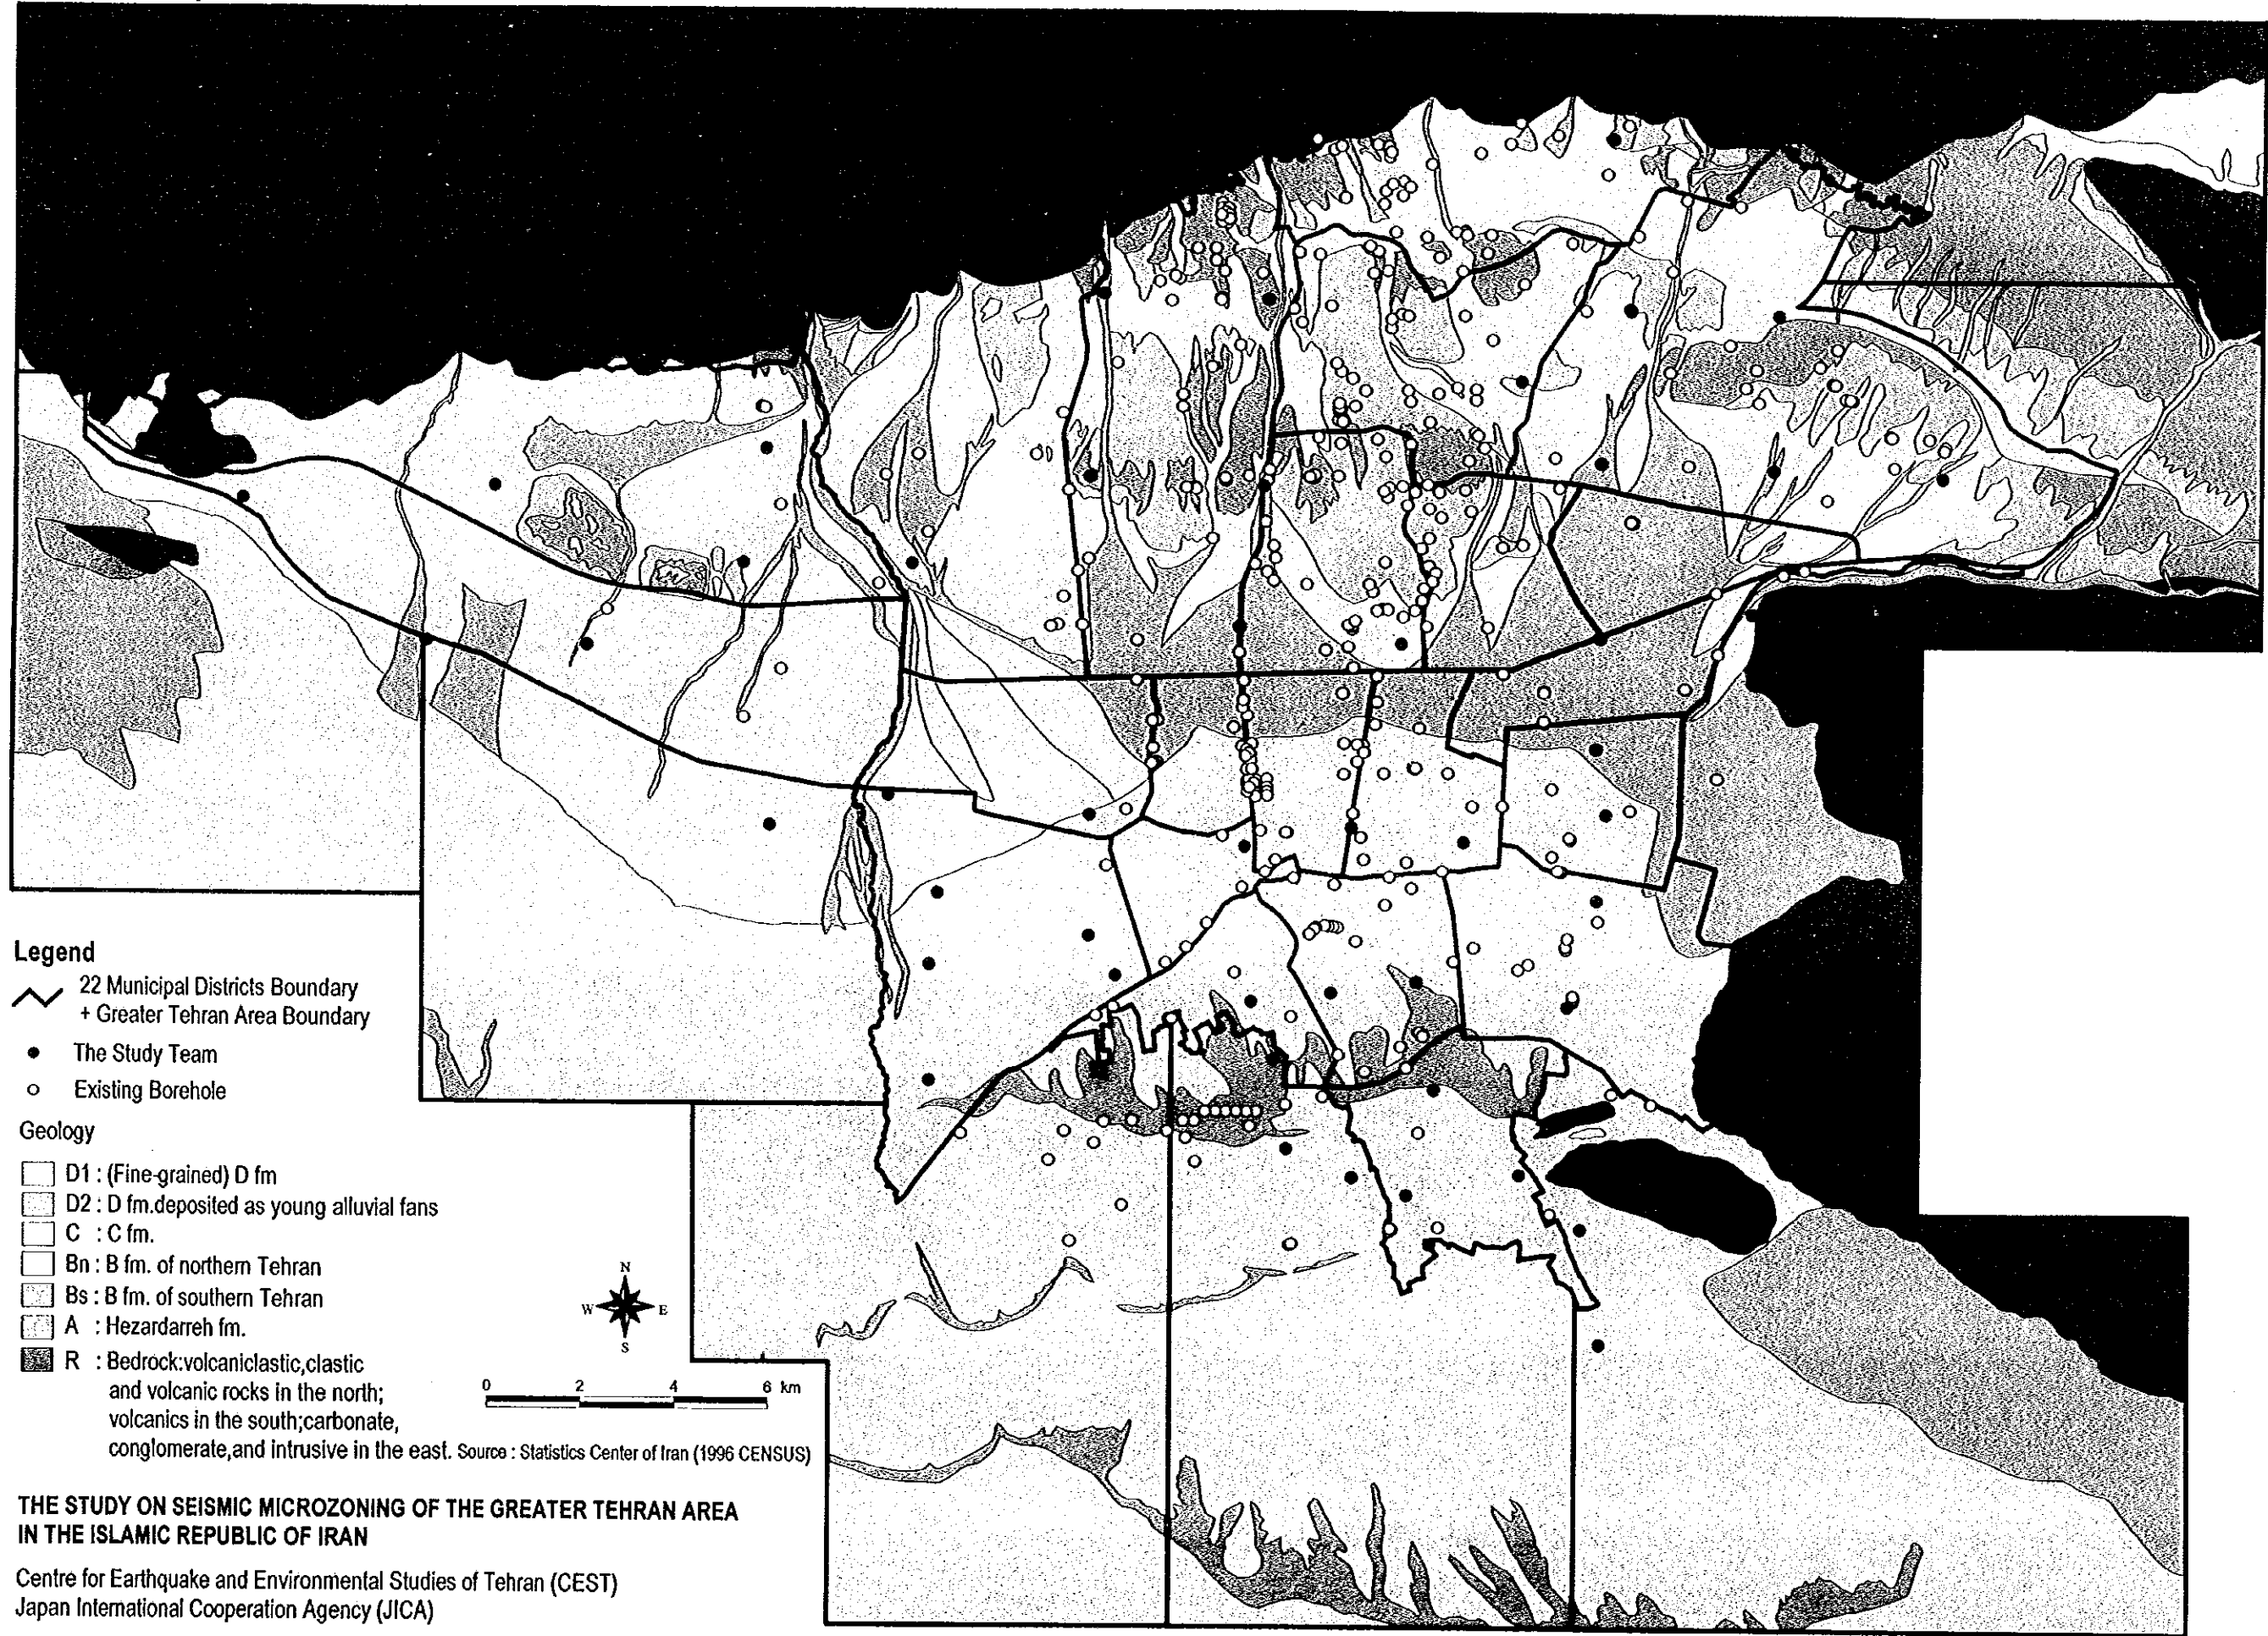 Legend
22 Municipal Districts Boundary
+ Greater Tehran Area Boundary
The Study Team
Existing Borehole
Geology
D1 : (Fine-grained) D fm
D2 : D fm.deposited as young alluvial fans
C : C fm.
Bn : B fm. of northern Tehran
Bs : B fm. of southern Tehran
A : Hezardarreh fm.
R : Bedrock:volcaniclastic,clastic
and volcanic rocks in the north;
volcanics in the south;carbonate,
conglomerate,and intrusive in the east. Source : Statistics Center of Iran (1996 CENSUS)
N
W E
S
0 2 4 6 km
THE STUDY ON SEISMIC MICROZONING OF THE GREATER TEHRAN AREA
IN THE ISLAMIC REPUBLIC OF IRAN
Centre for Earthquake and Environmental Studies of Tehran (CEST)
Japan International Cooperation Agency (JICA)